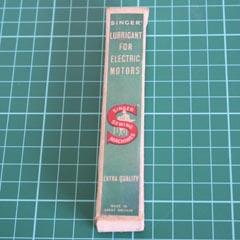 SINGER
LUBRICANT
FOR
ELECTRIC
MOTORS
SINGER
SEWING
MACHINES
EXTRA QUALITY
MADE IN
GREAT BRITAIN